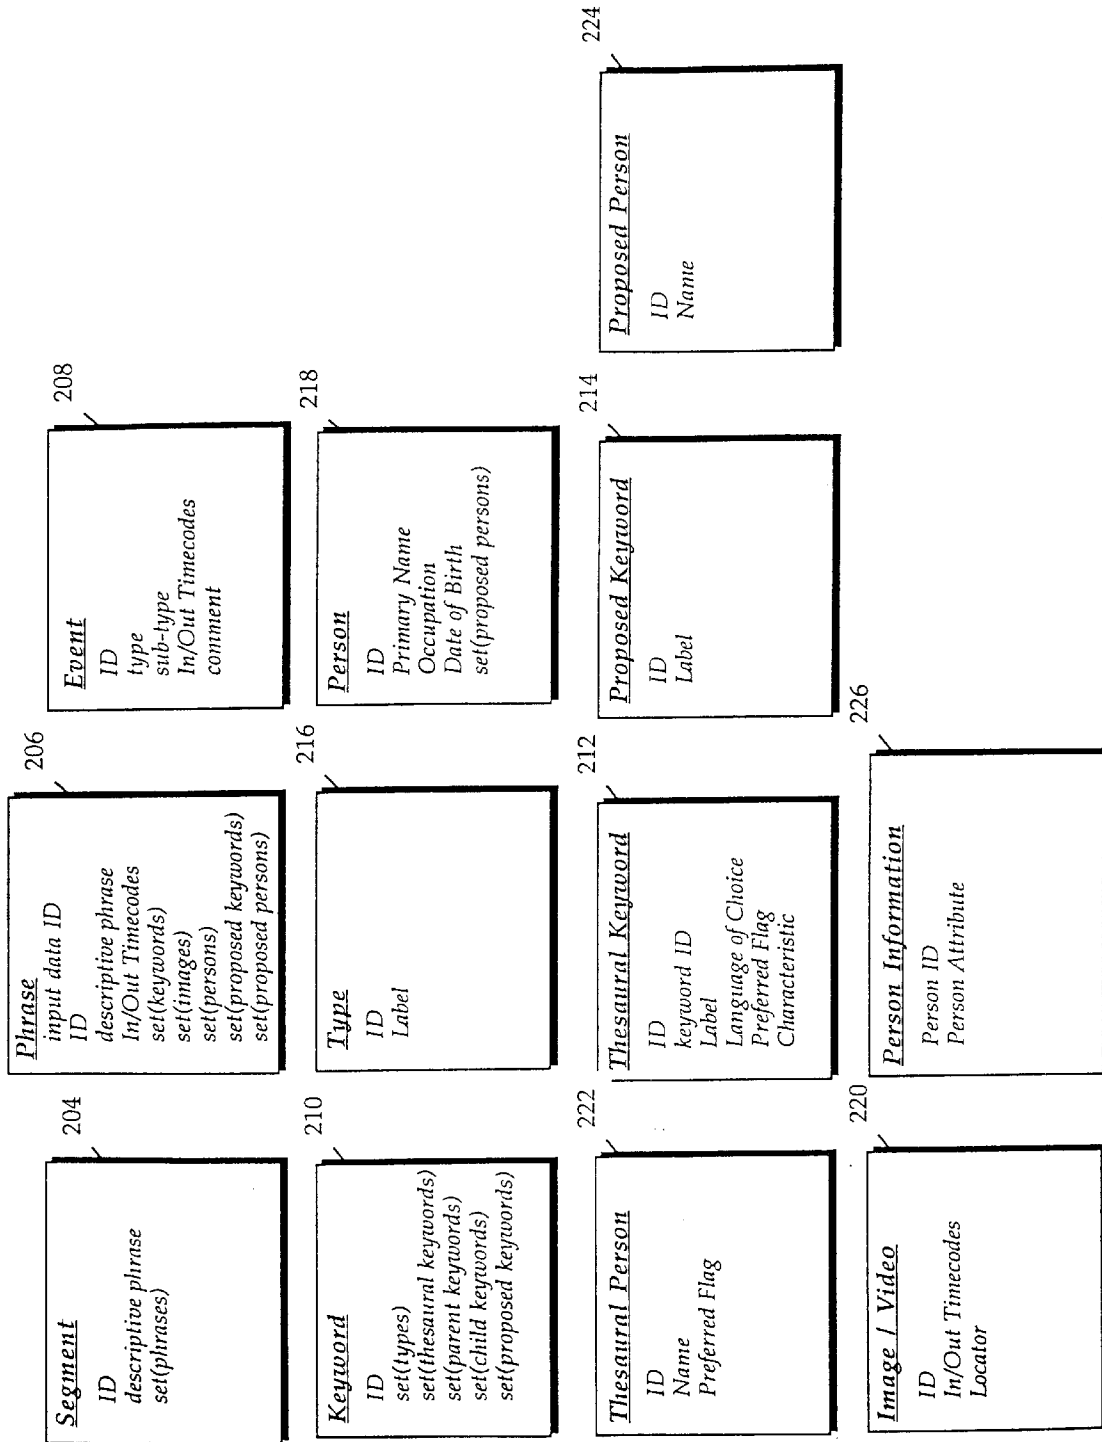 204
Segment
ID
descriptive phrase
set(phrases)
206
Phrase
input data ID
ID
descriptive phrase
In/Out Timecodes
set(keywords)
set(images)
set(persons)
set(proposed keywords)
set(proposed persons)
208
Event
ID
type
sub-type
In/Out Timecodes
comment
210
Keyword
ID
set(types)
set(thesaural keywords)
set(parent keywords)
set(child keywords)
set(proposed keywords)
216
Type
ID
Label
218
Person
ID
Primary Name
Occupation
Date of Birth
set(proposed persons)
222
Thesaural Person
ID
Name
Preferred Flag
212
Thesaural Keyword
ID
keyword ID
Label
Language of Choice
Preferred Flag
Characteristic
214
Proposed Keyword
ID
Label
224
Proposed Person
ID
Name
220
Image / Video
ID
In/Out Timecodes
Locator
226
Person Information
Person ID
Person Attribute